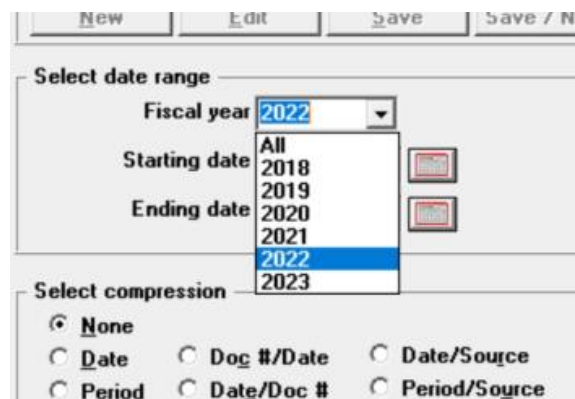 New Edit Save Save / N
Select date range
Fiscal year 2022
All
Starting date 2018
2019
Ending date 2020
2021
2022
2023
Select compression
None
Date Doc #/Date Date/Source
Period Date/Doc # Period/Source